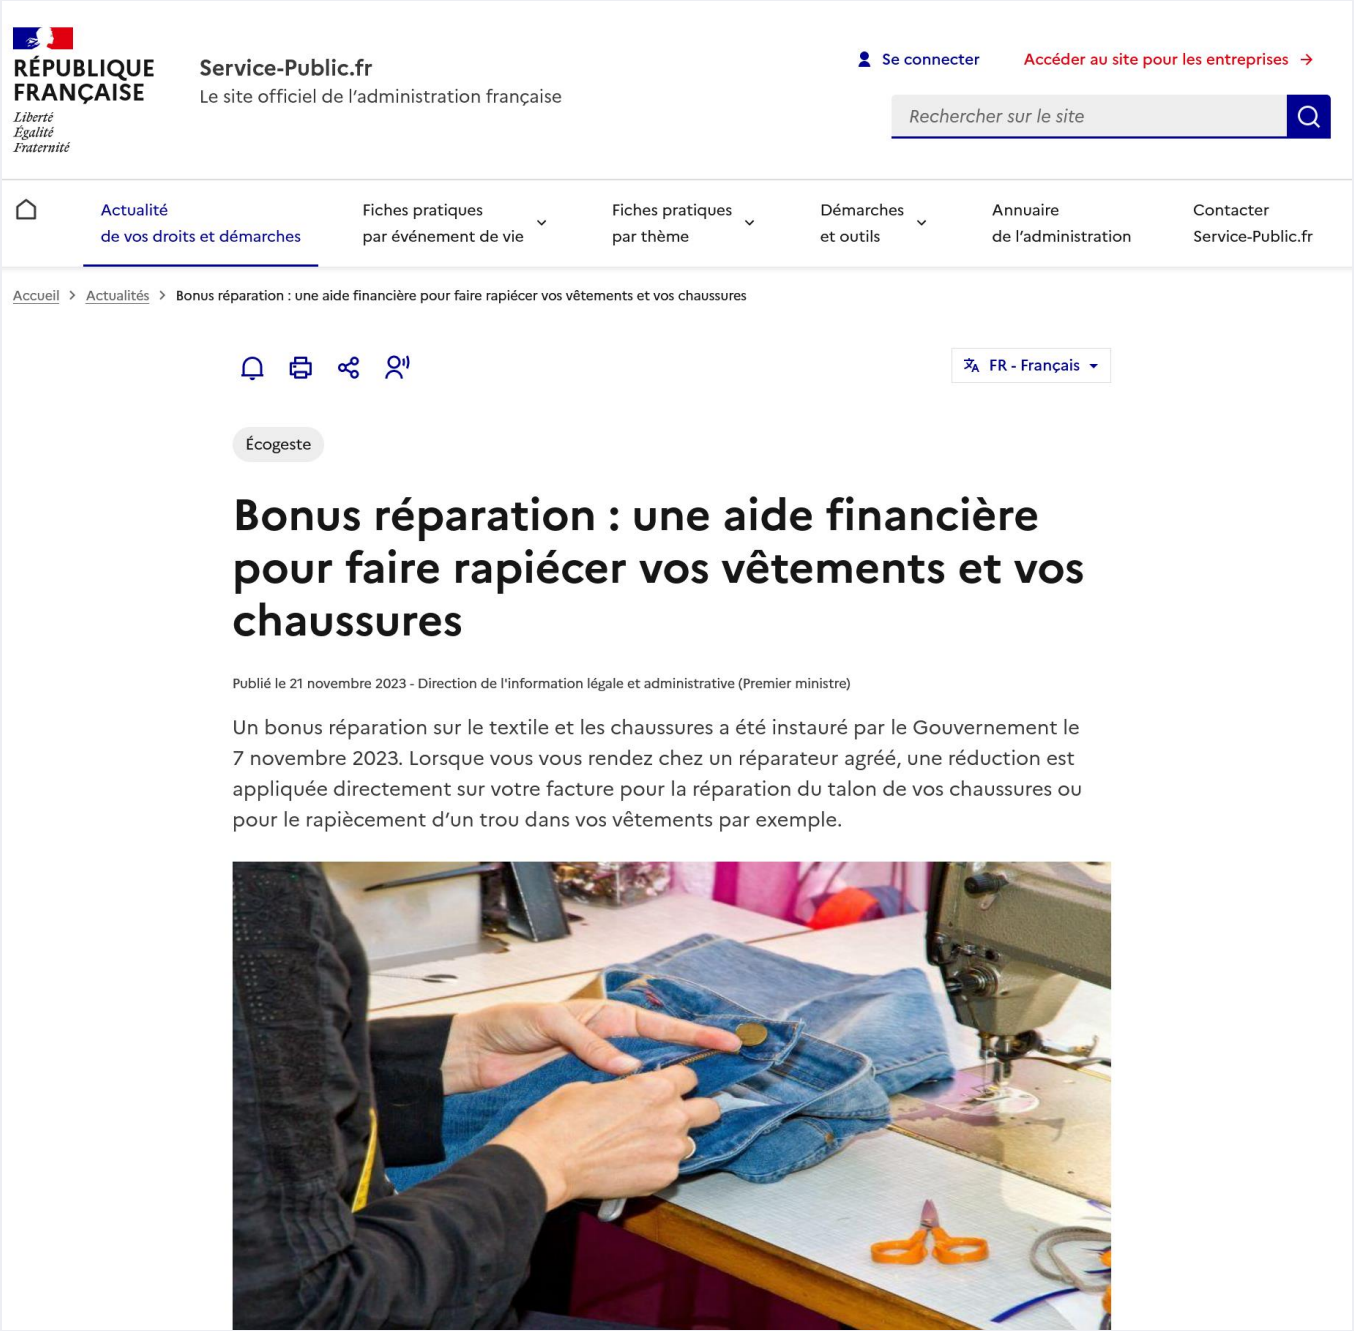 RÉPUBLIQUE
FRANÇAISE
Liberté
Égalité
Fraternité
Service-Public.fr
Le site officiel de l’administration française
Se connecter
Accéder au site pour les entreprises
Rechercher sur le site
Actualité
de vos droits et démarches
Fiches pratiques
par événement de vie
Fiches pratiques
par thème
Démarches
et outils
Annuaire
de l’administration
Contacter
Service-Public.fr
Accueil > Actualités > Bonus réparation : une aide financière pour faire rapiécer vos vêtements et vos chaussures
FR - Français
Écogeste
Bonus réparation : une aide financière
pour faire rapiécer vos vêtements et vos
chaussures
Publié le 21 novembre 2023 - Direction de l'information légale et administrative (Premier ministre)
Un bonus réparation sur le textile et les chaussures a été instauré par le Gouvernement le
7 novembre 2023. Lorsque vous vous rendez chez un réparateur agréé, une réduction est
appliquée directement sur votre facture pour la réparation du talon de vos chaussures ou
pour le rapiècement d’un trou dans vos vêtements par exemple.